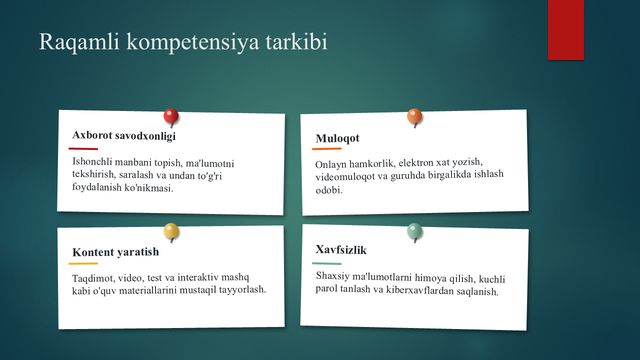 Raqamli kompetensiya tarkibi
Axborot savodxonligi
Ishonchli manbani topish, ma'lumotni
tekshirish, saralash va undan to'g'ri
foydalanish ko'nikmasi.
Muloqot
Onlayn hamkorlik, elektron xat yozish,
videomuloqot va guruhda birgalikda ishlash
odobi.
Kontent yaratish
Taqdimot, video, test va interaktiv mashq
kabi o'quv materiallarini mustaqil tayyorlash.
Xavfsizlik
Shaxsiy ma'lumotlarni himoya qilish, kuchli
parol tanlash va kiberxavflardan saqlanish.